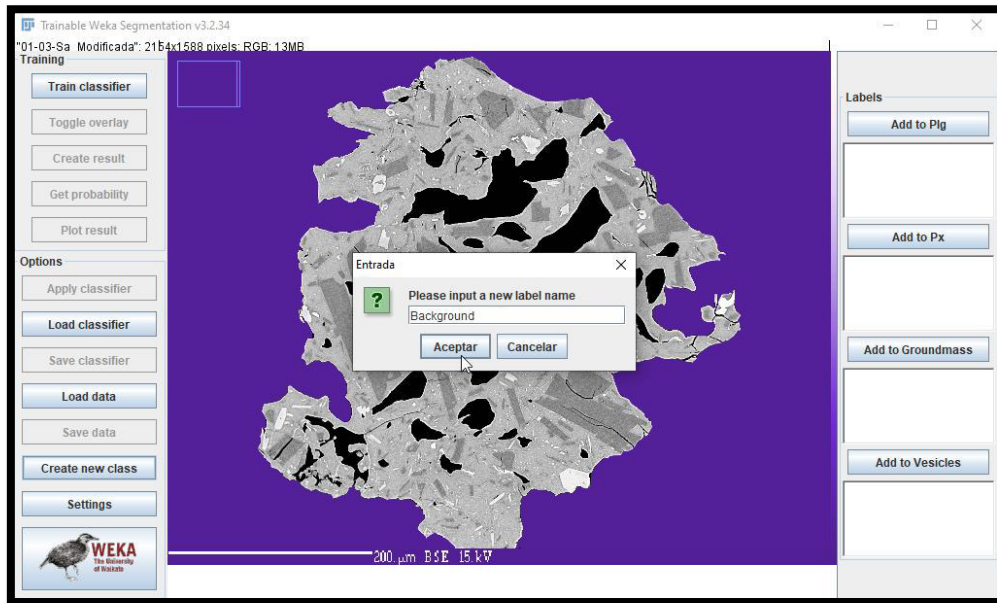 Trainable Weka Segmentation v3.2.34
"01-03-Sa Modificada": 2154x1588 pixels: RGB: 13MB
Training
Train classifier
Toggle overlay
Create result
Get probability
Plot result
Options
Apply classifier
Load classifier
Save classifier
Load data
Save data
Create new class
Settings
WEKA
The University
of Waikato
Entrada
?
Please input a new label name
Background
Aceptar
Cancelar
200.µm BSE 15.kV
Labels
Add to Plg
Add to Px
Add to Groundmass
Add to Vesicles